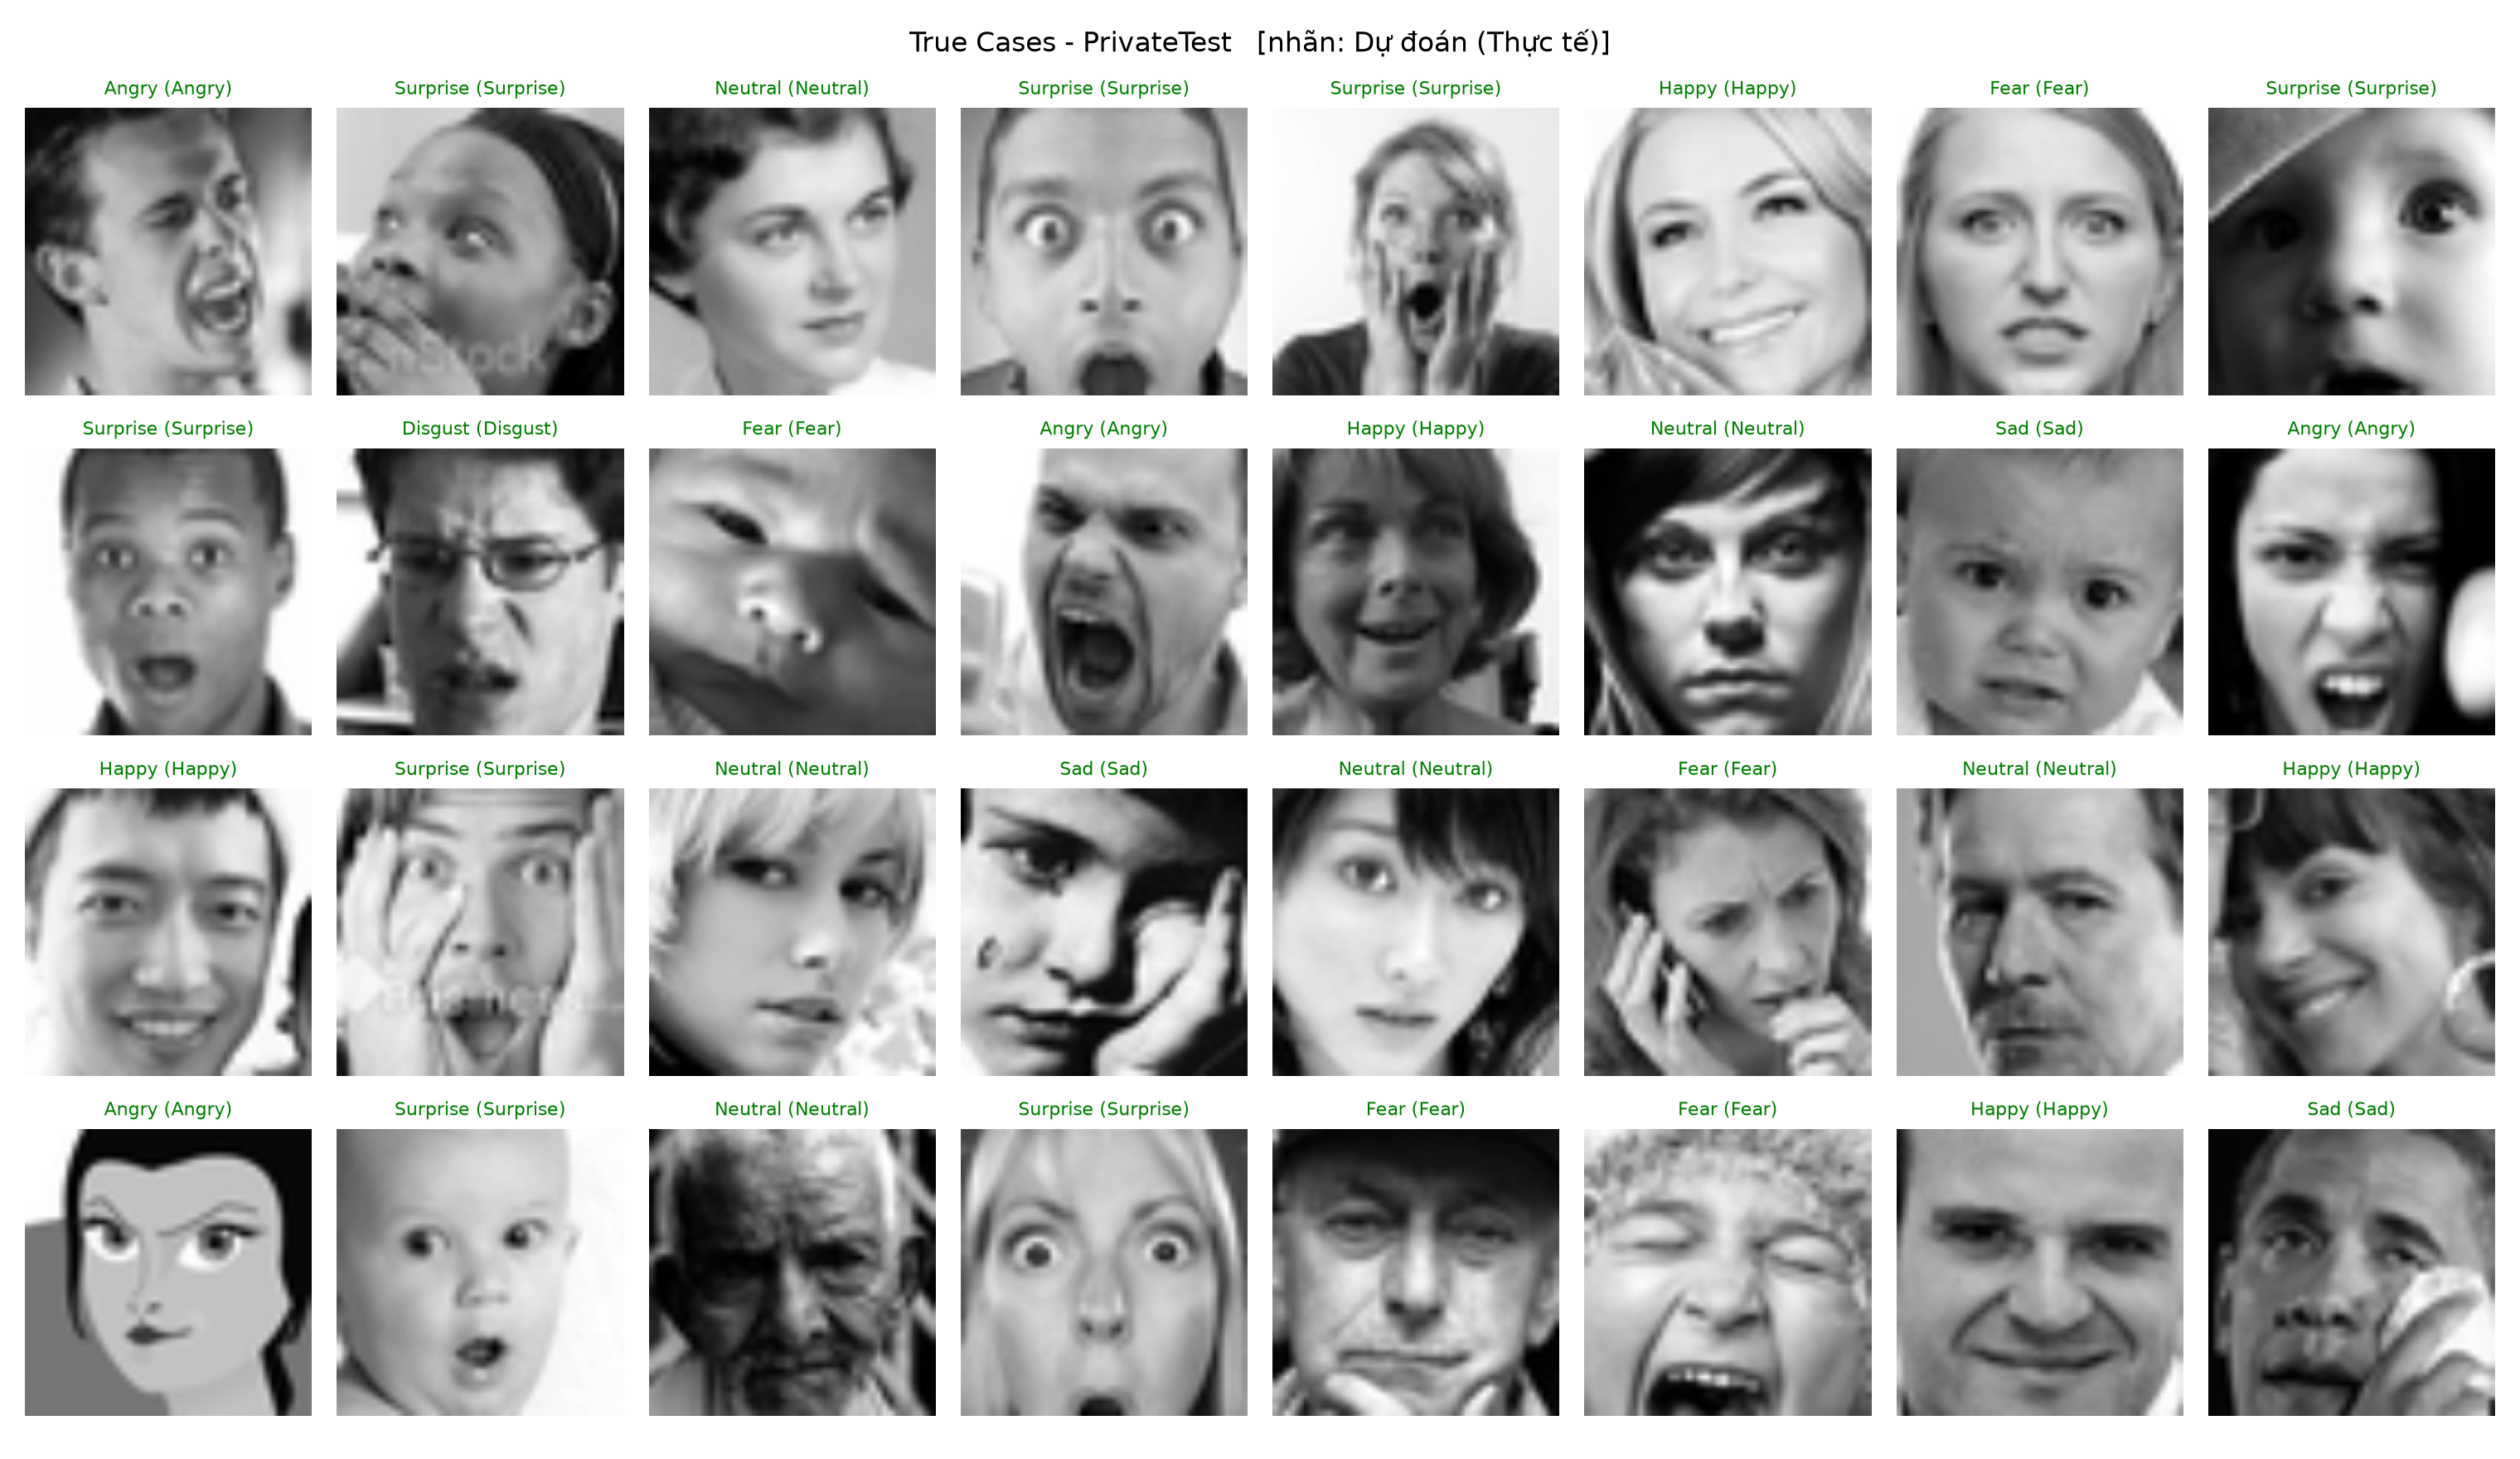 True Cases - PrivateTest [nhãn: Dự đoán (Thực tế)]
Angry (Angry) Surprise (Surprise) Neutral (Neutral) Surprise (Surprise) Surprise (Surprise) Happy (Happy) Fear (Fear) Surprise (Surprise)
Surprise (Surprise) Disgust (Disgust) Fear (Fear) Angry (Angry) Happy (Happy) Neutral (Neutral) Sad (Sad) Angry (Angry)
Happy (Happy) Surprise (Surprise) Neutral (Neutral) Sad (Sad) Neutral (Neutral) Fear (Fear) Neutral (Neutral) Happy (Happy)
Angry (Angry) Surprise (Surprise) Neutral (Neutral) Surprise (Surprise) Fear (Fear) Fear (Fear) Happy (Happy) Sad (Sad)